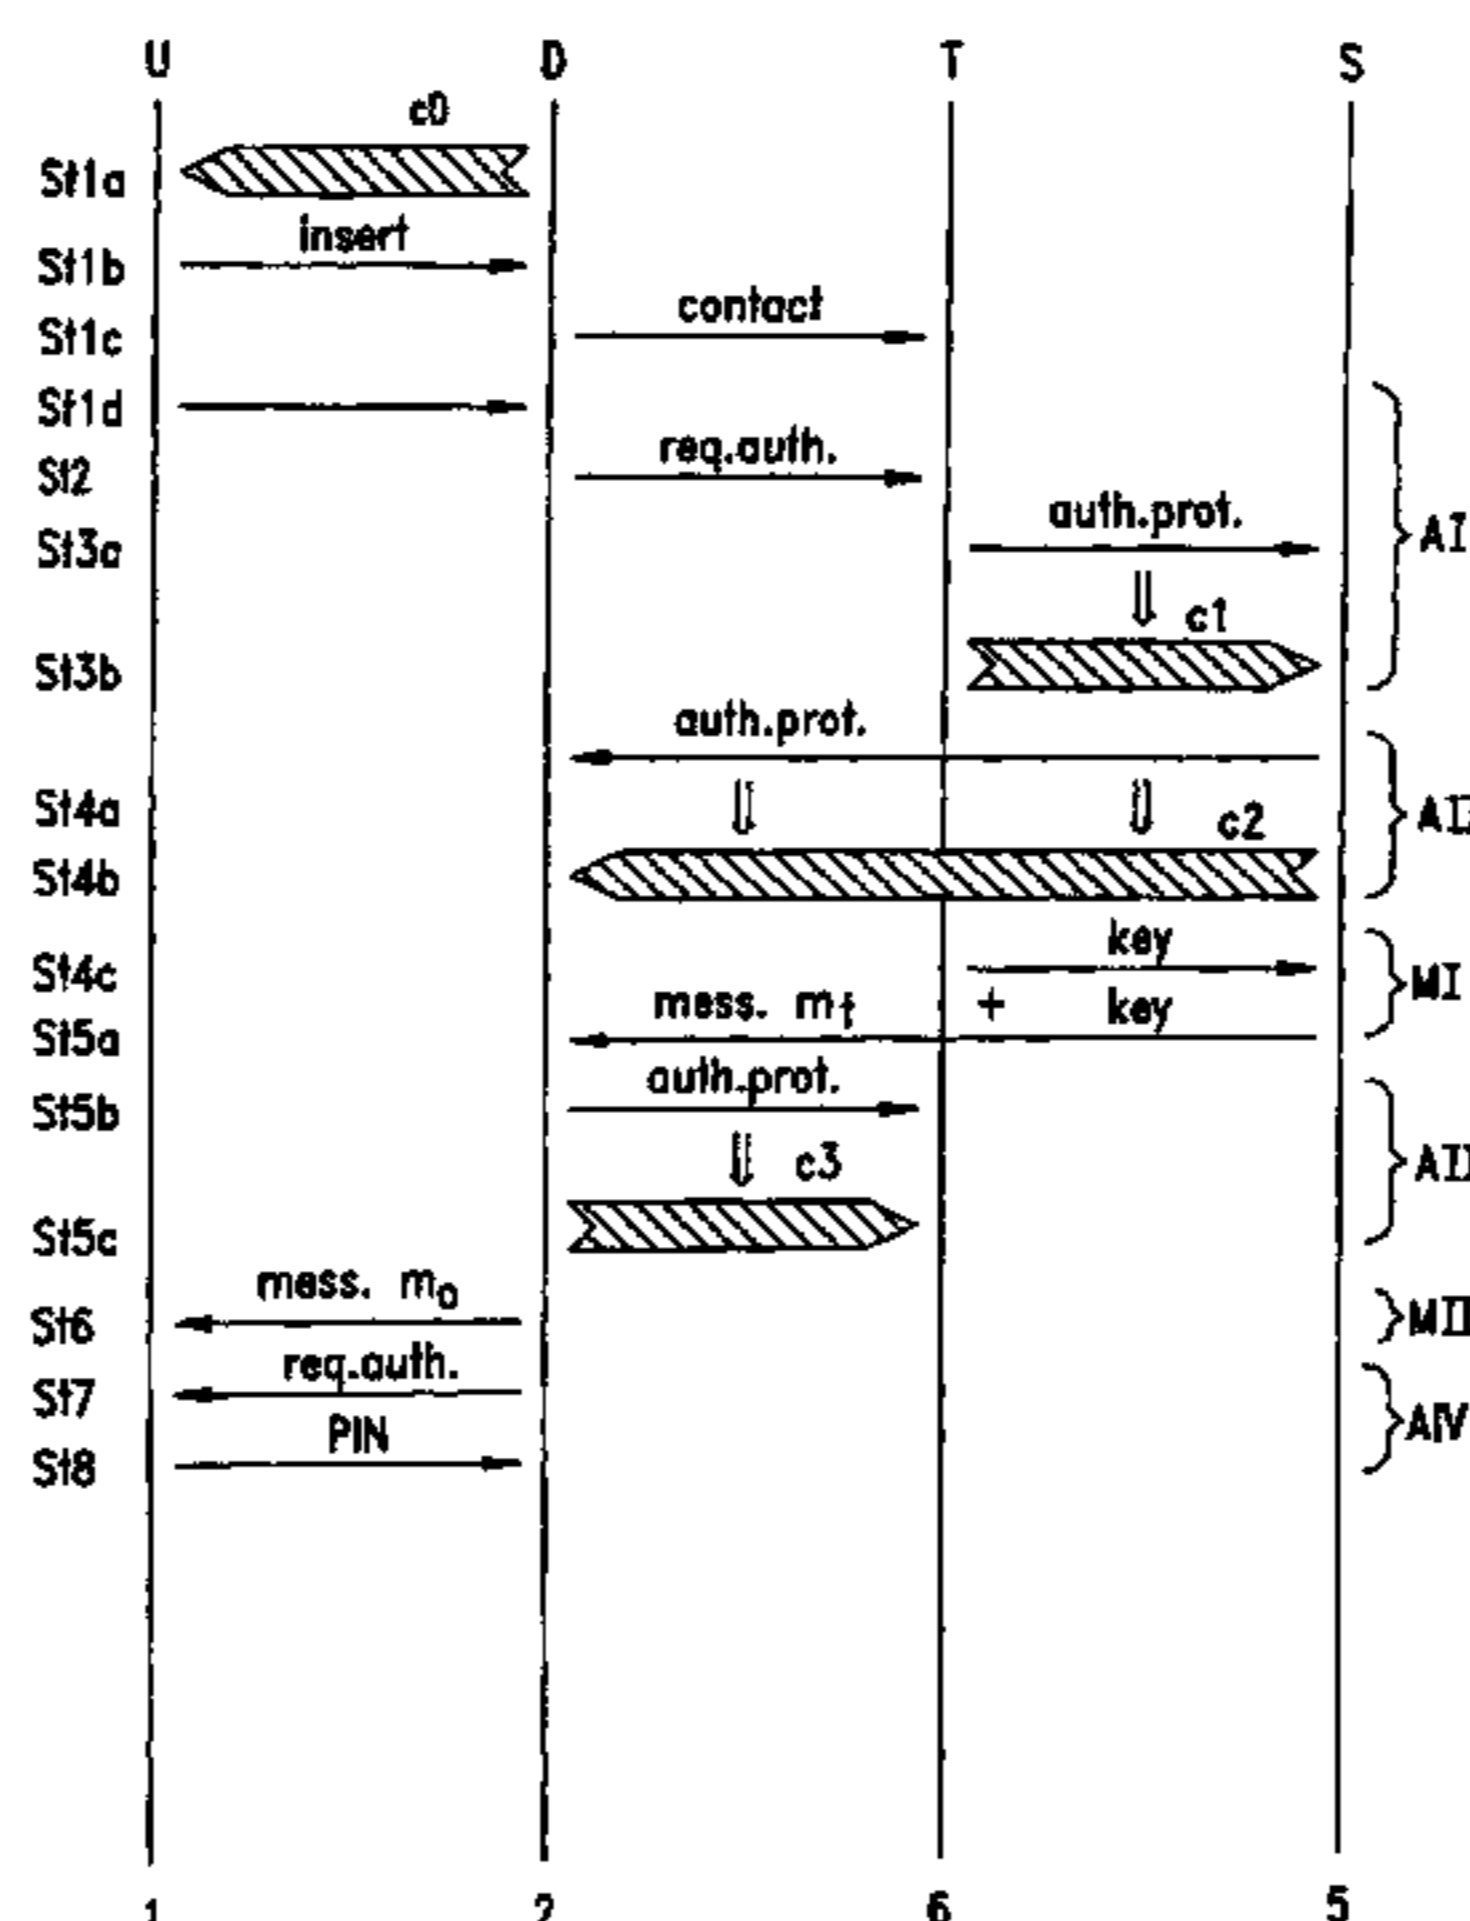 U D T S
c0
St1a
insert
St1b
contact
St1c
St1d
req.auth.
St2
auth.prot.
St3a
AI
c1
St3b
auth.prot.
St4a
c2
St4b
key
St4c
MI
mess. mf + key
St5a
auth.prot.
St5b
c3
St5c
mess. m0
St6
MII
req.auth.
St7
AIV
PIN
St8
1 2 6 5